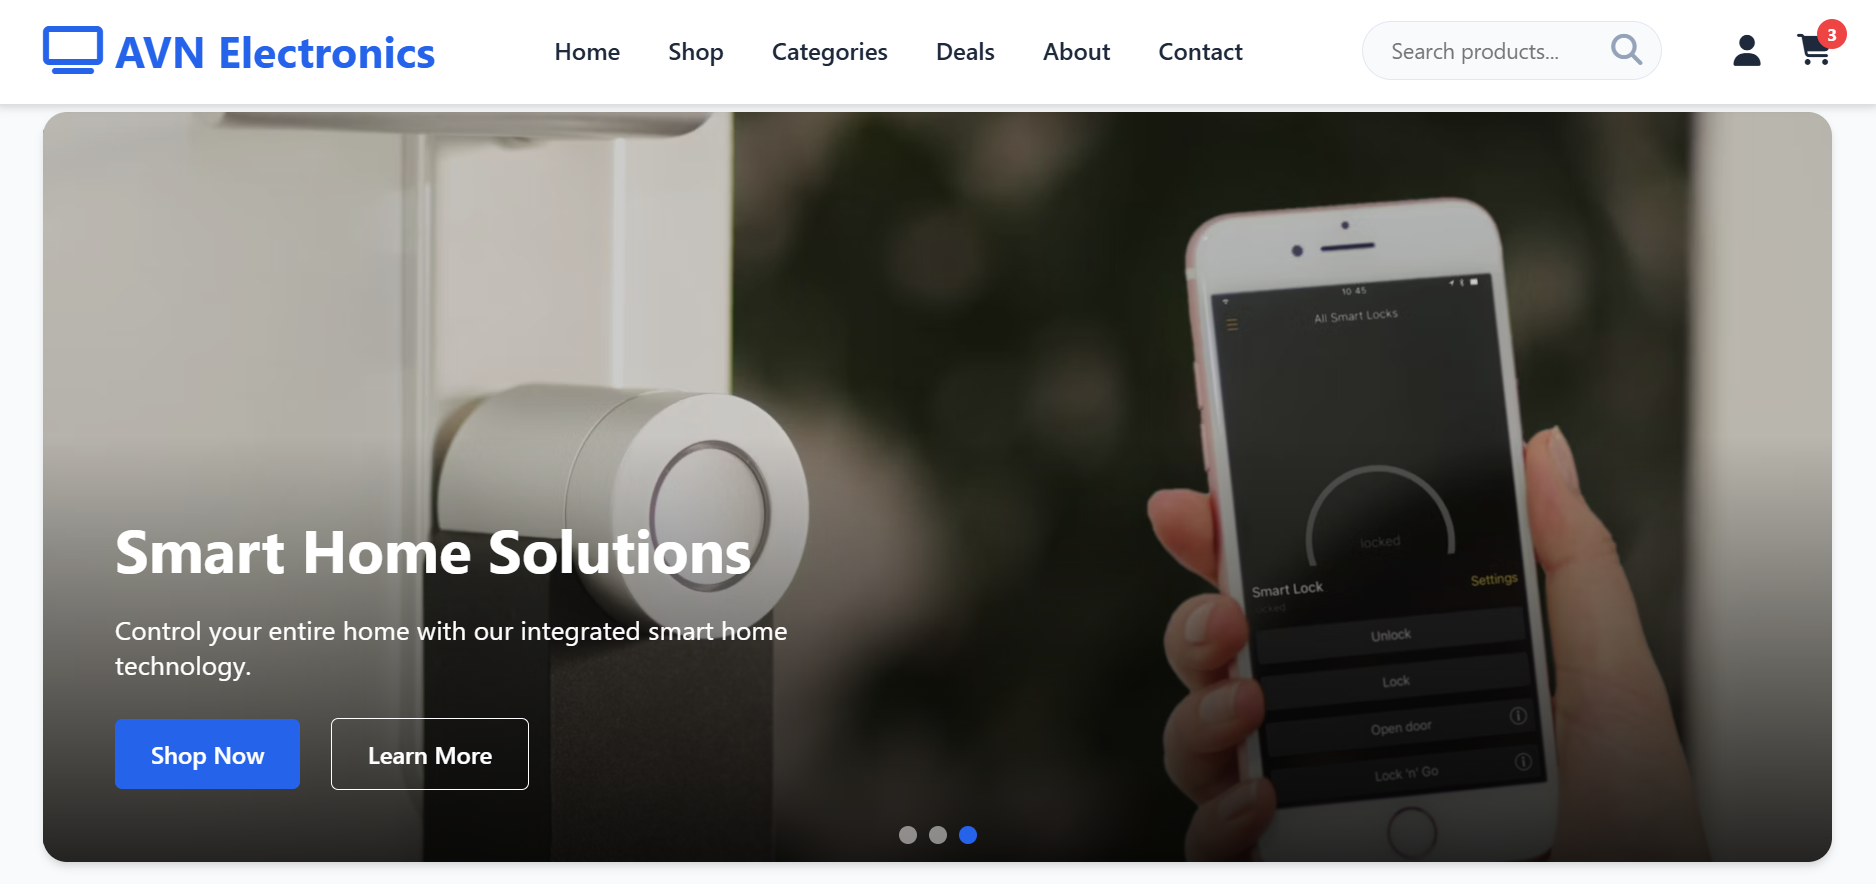 AVN Electronics
Home
Shop
Categories
Deals
About
Contact
Search products...
3
10:45
All Smart Locks
locked
Smart Lock
Settings
locked
Unlock
Lock
Open door
Lock 'n' Go
Smart Home Solutions
Control your entire home with our integrated smart home
technology.
Shop Now
Learn More